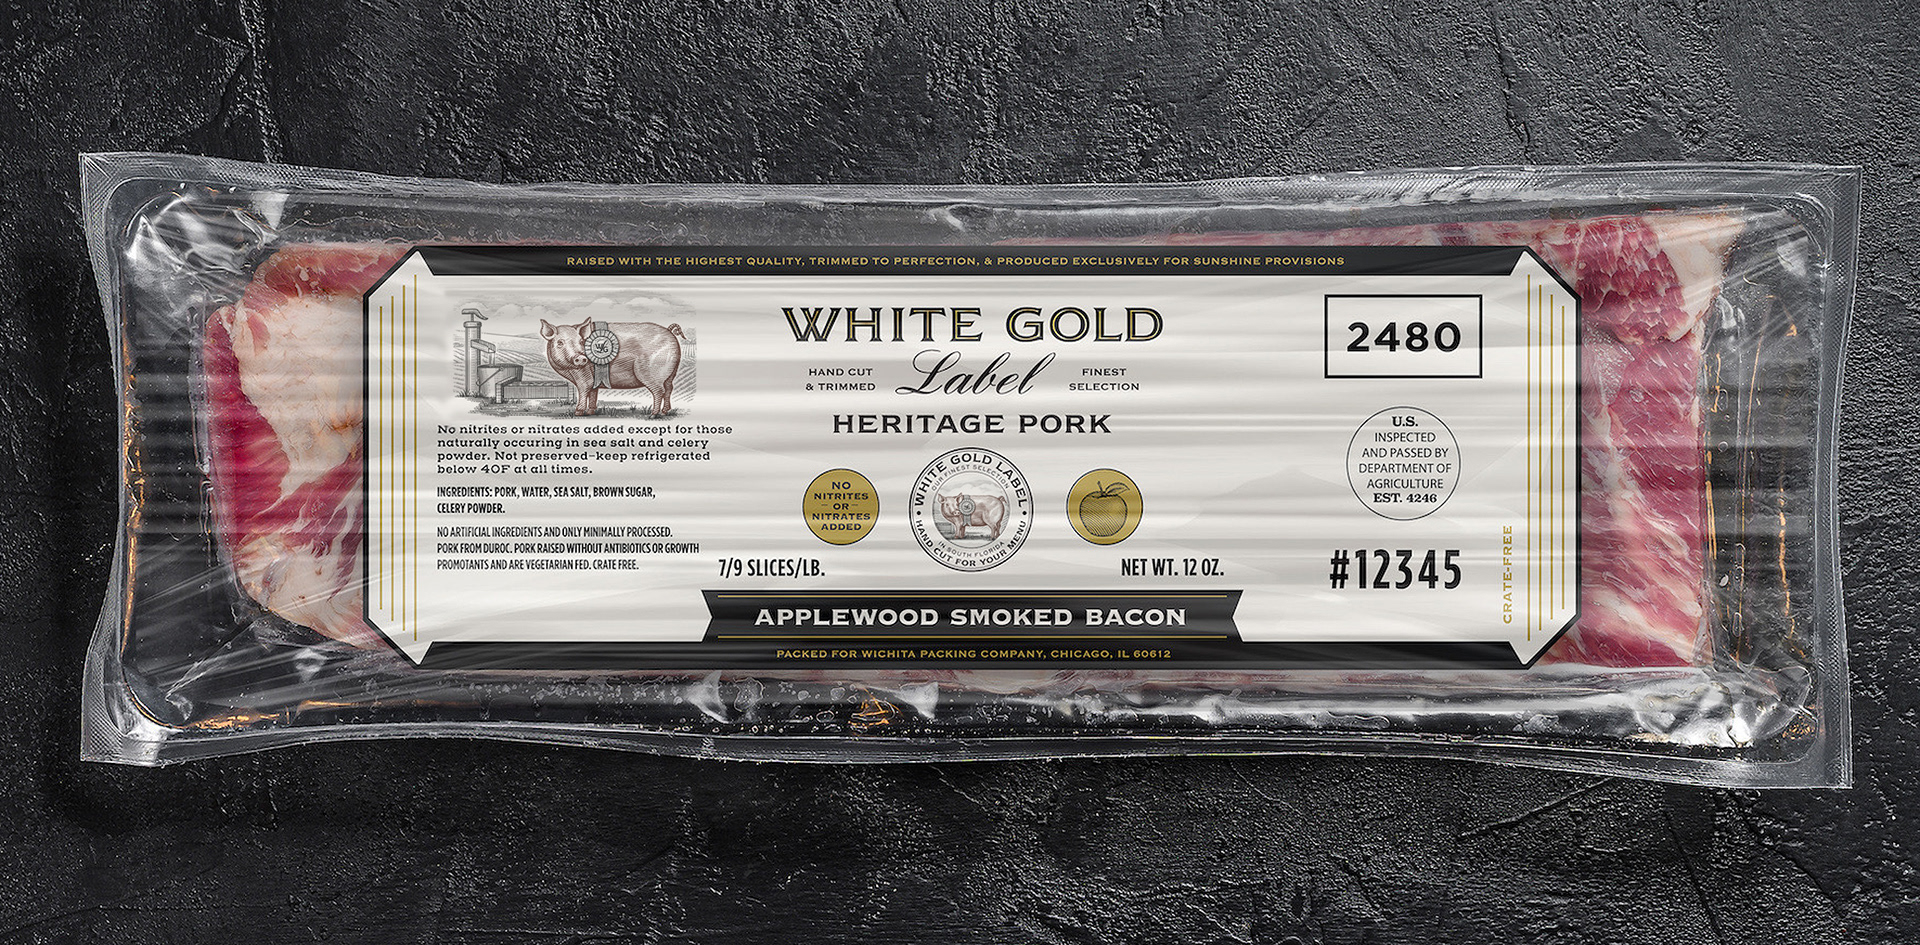 RAISED WITH THE HIGHEST QUALITY, TRIMMED TO PERFECTION, & PRODUCED EXCLUSIVELY FOR SUNSHINE PROVISIONS
WHITE GOLD
Label
HAND CUT
& TRIMMED
FINEST
SELECTION
HERITAGE PORK
No nitrites or nitrates added except for those
naturally occuring in sea salt and celery
powder. Not preserved-keep refrigerated
below 40F at all times.
INGREDIENTS: PORK, WATER, SEA SALT, BROWN SUGAR,
CELERY POWDER.
NO ARTIFICIAL INGREDIENTS AND ONLY MINIMALLY PROCESSED.
PORK FROM DUROC. PORK RAISED WITHOUT ANTIBIOTICS OR GROWTH
PROMOTANTS AND ARE VEGETARIAN FED. CRATE FREE.
NO
NITRITES
OR
NITRATES
ADDED
WHITE GOLD LABEL
OUR FINEST SELECTION
IN SOUTH FLORIDA
HAND CUT FOR YOUR MENU
7/9 SLICES/LB.
NET WT. 12 OZ.
2480
U.S.
INSPECTED
AND PASSED BY
DEPARTMENT OF
AGRICULTURE
EST. 4246
#12345
CRATE-FREE
APPLEWOOD SMOKED BACON
PACKED FOR WICHITA PACKING COMPANY, CHICAGO, IL 60612